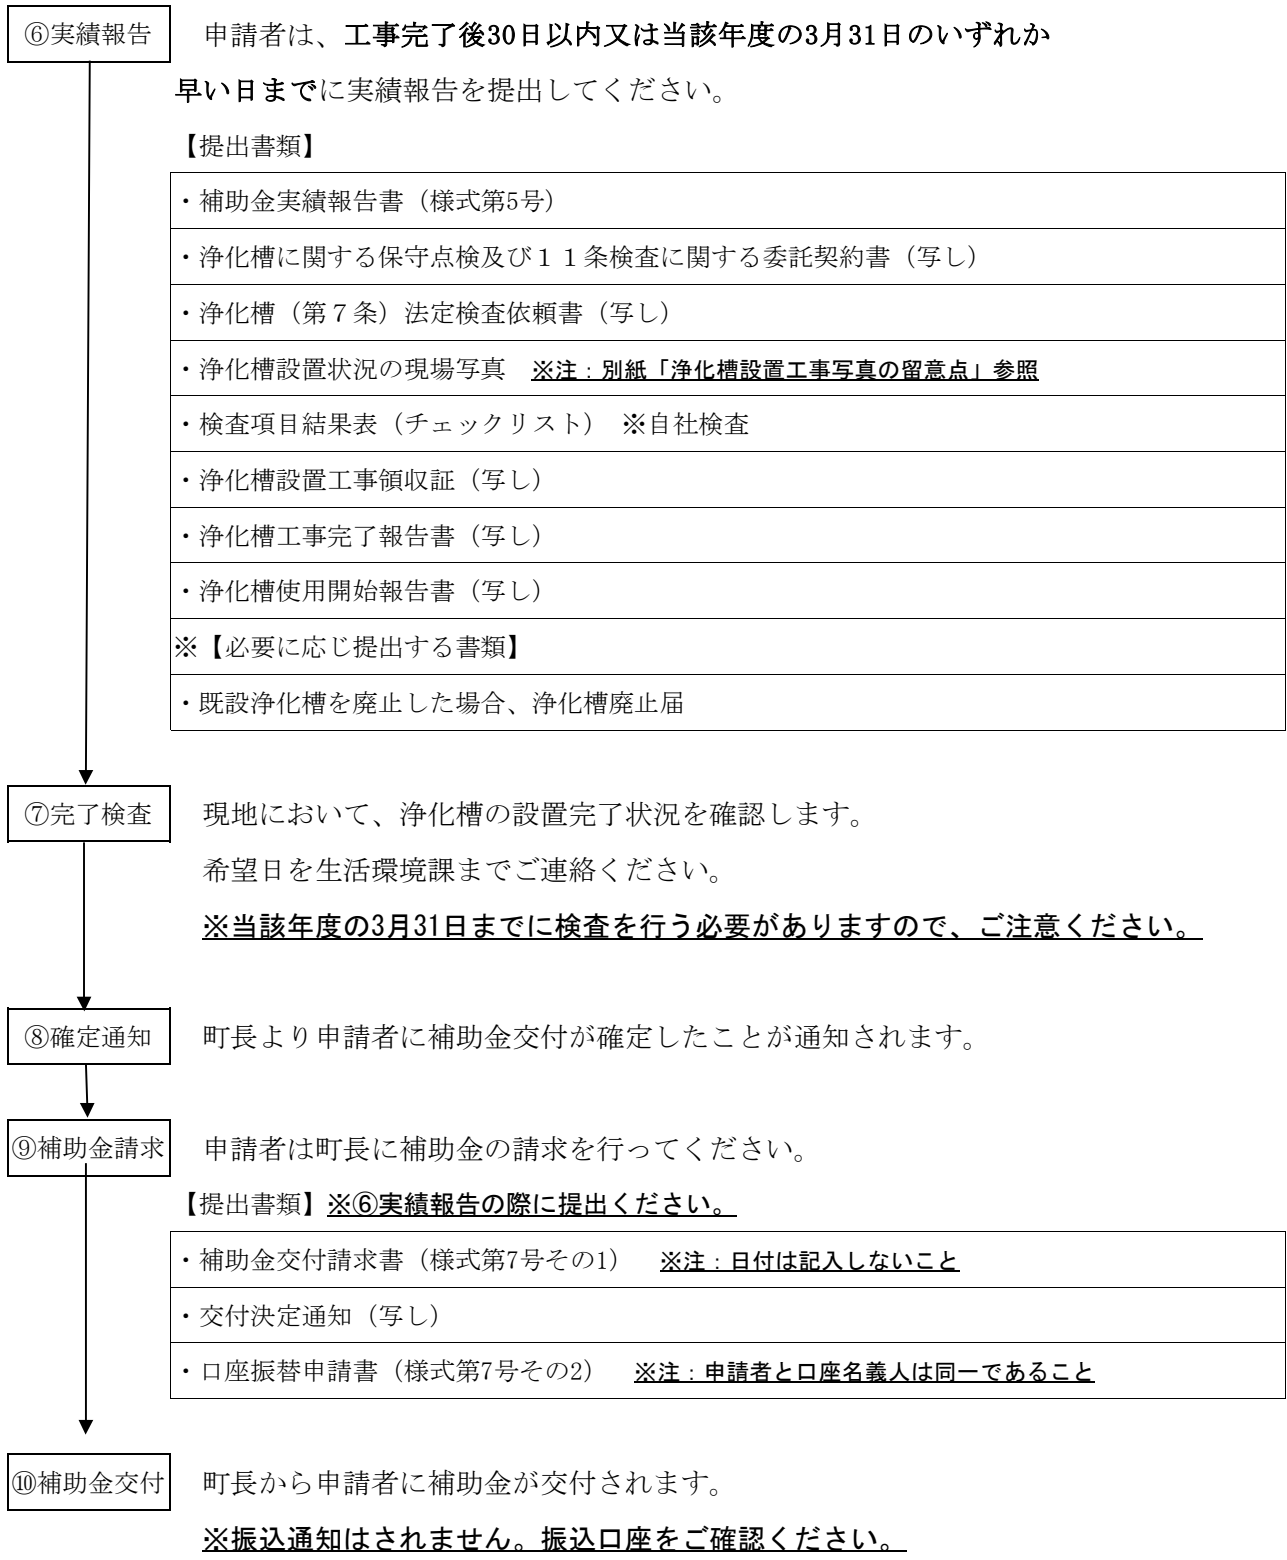 ⑥実績報告　申請者は、工事完了後30日以内又は当該年度の3月31日のいずれか
早い日までに実績報告を提出してください。
【提出書類】
・補助金実績報告書（様式第5号）
・浄化槽に関する保守点検及び１１条検査に関する委託契約書（写し）
・浄化槽（第７条）法定検査依頼書（写し）
・浄化槽設置状況の現場写真　※注：別紙「浄化槽設置工事写真の留意点」参照
・検査項目結果表（チェックリスト）　※自社検査
・浄化槽設置工事領収証（写し）
・浄化槽工事完了報告書（写し）
・浄化槽使用開始報告書（写し）
※【必要に応じ提出する書類】
・既設浄化槽を廃止した場合、浄化槽廃止届
⑦完了検査　現地において、浄化槽の設置完了状況を確認します。
希望日を生活環境課までご連絡ください。
※当該年度の3月31日までに検査を行う必要がありますので、ご注意ください。
⑧確定通知　町長より申請者に補助金交付が確定したことが通知されます。
⑨補助金請求　申請者は町長に補助金の請求を行ってください。
【提出書類】※⑥実績報告の際に提出ください。
・補助金交付請求書（様式第7号その1）　※注：日付は記入しないこと
・交付決定通知（写し）
・口座振替申請書（様式第7号その2）　※注：申請者と口座名義人は同一であること
⑩補助金交付　町長から申請者に補助金が交付されます。
※振込通知はされません。振込口座をご確認ください。